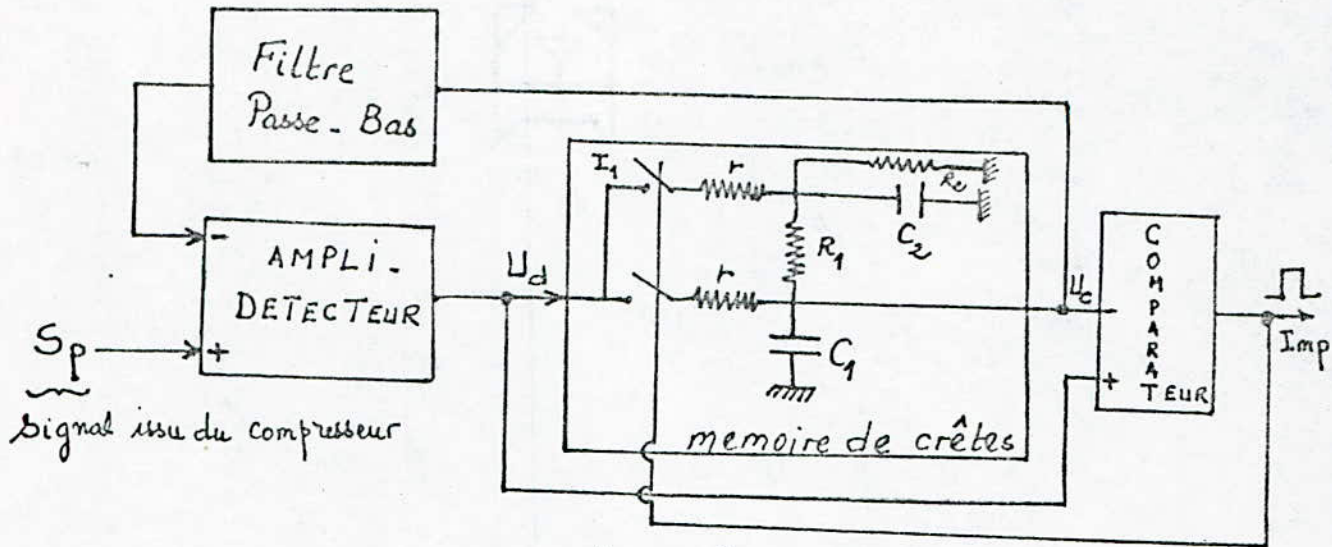 Filtre
Passe-Bas
I1
r
R2
C2
R1
r
C1
memoire de crêtes
-
AMPLI-
DETECTEUR
+
Ud
Sp
signal issu du compresseur
Uc
-
+
COMPARATEUR
Imp